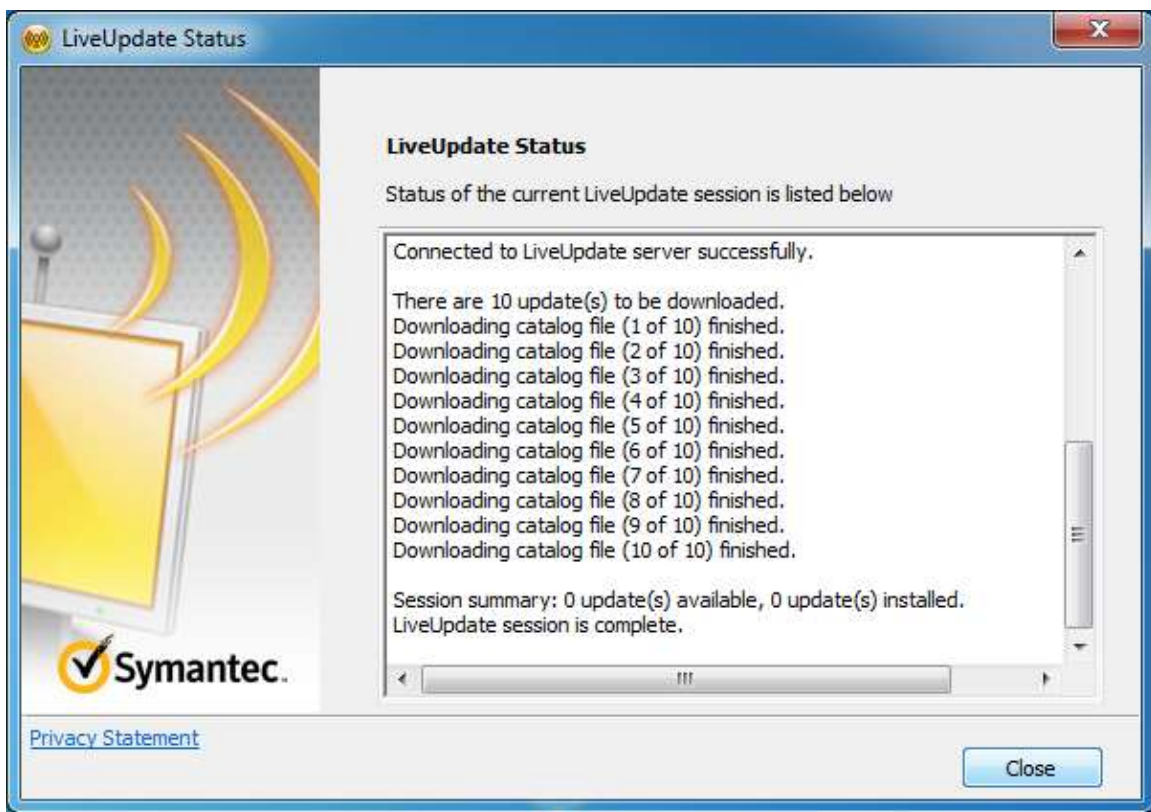 LiveUpdate Status
LiveUpdate Status
Status of the current LiveUpdate session is listed below
Connected to LiveUpdate server successfully.
There are 10 update(s) to be downloaded.
Downloading catalog file (1 of 10) finished.
Downloading catalog file (2 of 10) finished.
Downloading catalog file (3 of 10) finished.
Downloading catalog file (4 of 10) finished.
Downloading catalog file (5 of 10) finished.
Downloading catalog file (6 of 10) finished.
Downloading catalog file (7 of 10) finished.
Downloading catalog file (8 of 10) finished.
Downloading catalog file (9 of 10) finished.
Downloading catalog file (10 of 10) finished.
Session summary: 0 update(s) available, 0 update(s) installed.
LiveUpdate session is complete.
Symantec.
Privacy Statement
Close